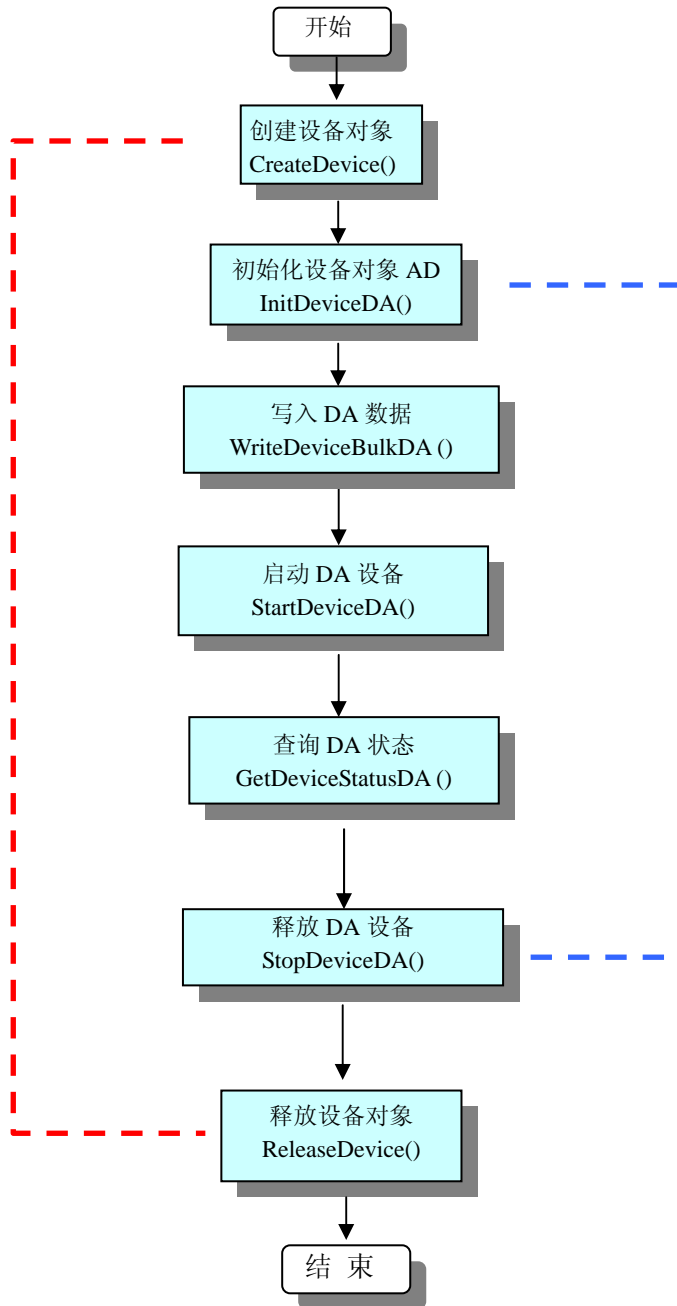 开始
创建设备对象
CreateDevice()
初始化设备对象 AD
InitDeviceDA()
写入 DA 数据
WriteDeviceBulkDA ()
启动 DA 设备
StartDeviceDA()
查询 DA 状态
GetDeviceStatusDA ()
释放 DA 设备
StopDeviceDA()
释放设备对象
ReleaseDevice()
结 束